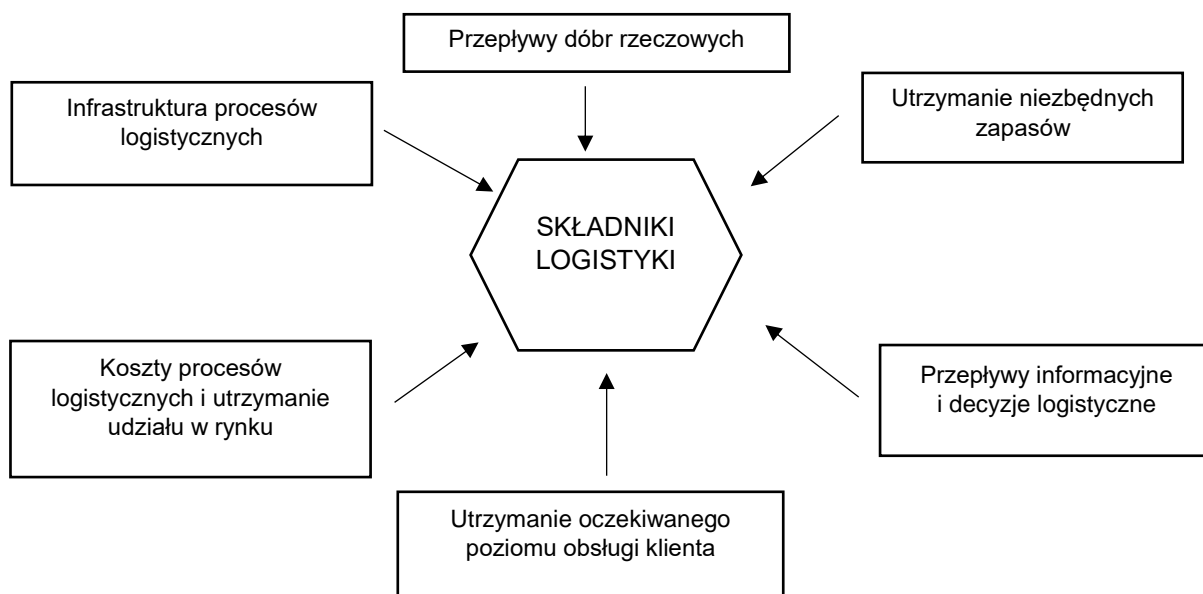 Przepływy dóbr rzeczowych
Infrastruktura procesów
logistycznych
Utrzymanie niezbędnych
zapasów
SKŁADNIKI
LOGISTYKI
Koszty procesów
logistycznych i utrzymanie
udziału w rynku
Przepływy informacyjne
i decyzje logistyczne
Utrzymanie oczekiwanego
poziomu obsługi klienta